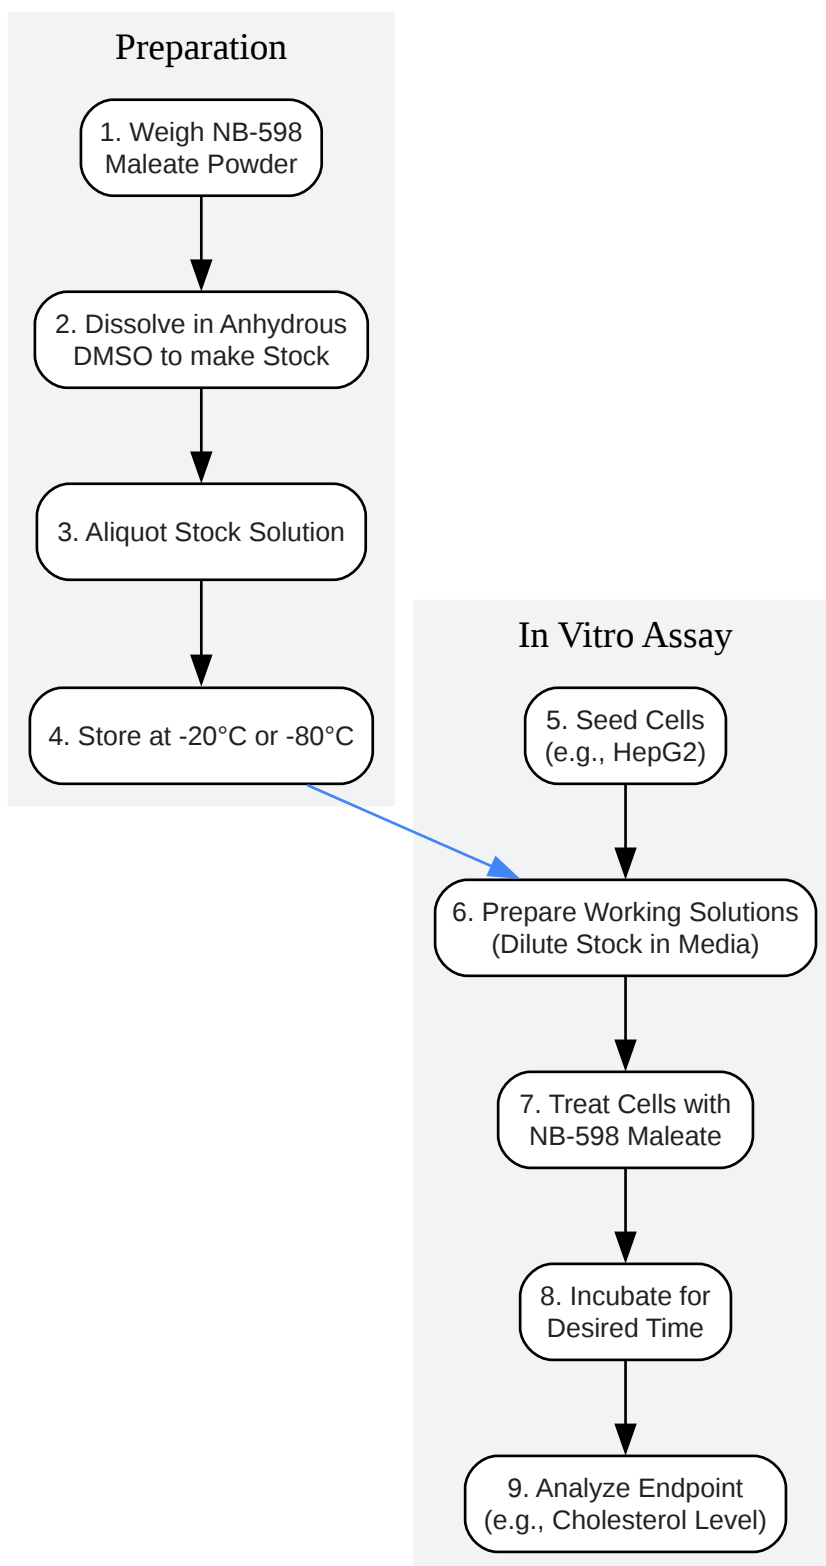 Preparation
1. Weigh NB-598
Maleate Powder
2. Dissolve in Anhydrous
DMSO to make Stock
3. Aliquot Stock Solution
4. Store at -20°C or -80°C
In Vitro Assay
5. Seed Cells
(e.g., HepG2)
6. Prepare Working Solutions
(Dilute Stock in Media)
7. Treat Cells with
NB-598 Maleate
8. Incubate for
Desired Time
9. Analyze Endpoint
(e.g., Cholesterol Level)